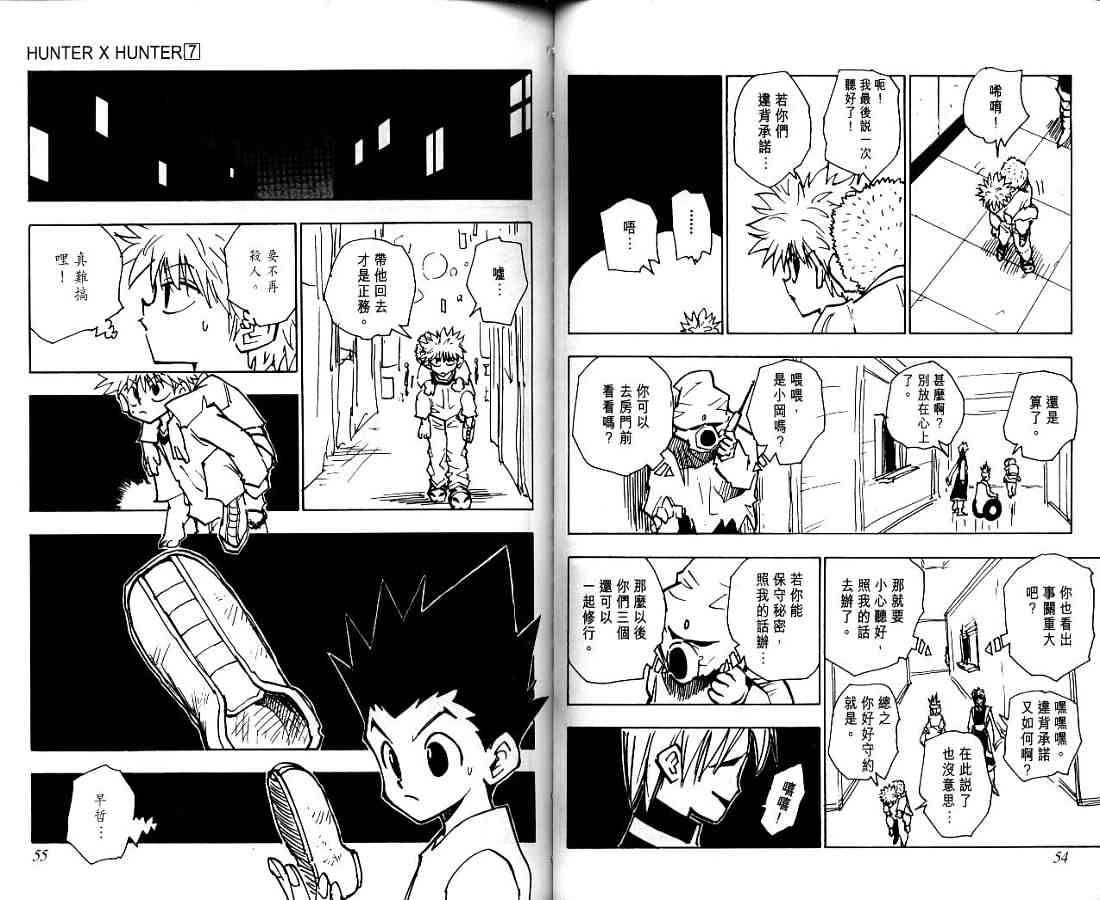 HUNTER X HUNTER7
唏
唷！
呃！
我最後説一次，
聽好了！
若你們
違背承諾…
……
唔…
還是
算了。
甚麼啊？
別放在心上
了。
喂喂，
是小岡嗎？
你可以
去房門前
看看嗎？
你也看出
事關重大
吧？
嘿嘿嘿。
違背承諾
又如何啊？
在此説了
也沒意思…
那就要
小心聽好，
照我的話
去辦了。
總之
你好好守約
就是。
若你能
保守秘密，
照我的話辦…
那麼以後
你們三個
還可以
一起修行。
嘻
嘻！
54
噓…
帶他回去
才是正務。
要不再
殺人。
真難搞
哩！
早哲…
55